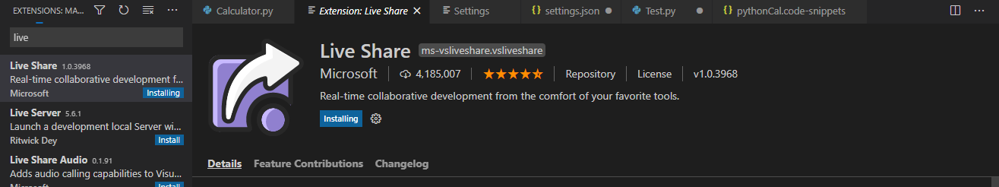 EXTENSIONS: MA...
live
Live Share 1.0.3968
Real-time collaborative development f...
Microsoft Installing
Live Server 5.6.1
Launch a development local Server wi...
Ritwick Dey Install
Live Share Audio 0.1.91
Adds audio calling capabilities to Visu...
Microsoft Install
Calculator.py Extension: Live Share Settings settings.json Test.py pythonCal.code-snippets
Live Share ms-vsliveshare.vsliveshare
Microsoft 4,185,007 Repository License v1.0.3968
Real-time collaborative development from the comfort of your favorite tools.
Installing
Details Feature Contributions Changelog